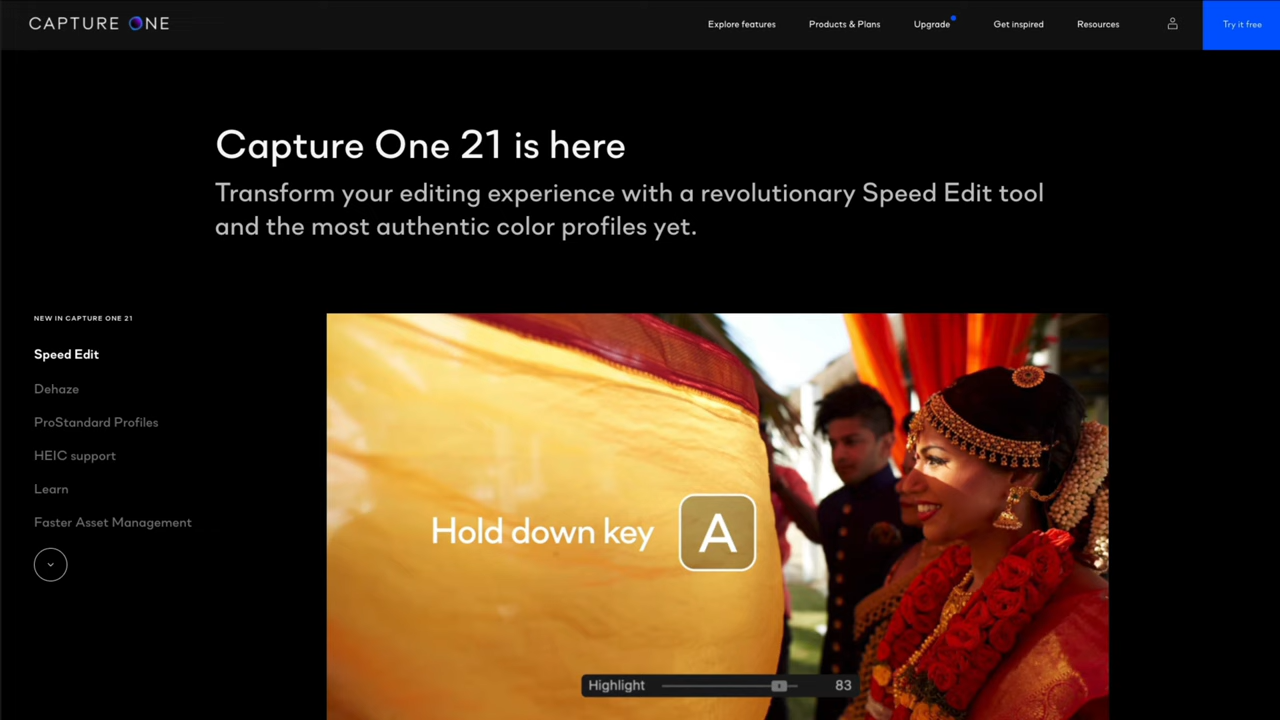 CAPTURE ONE
Explore features
Products & Plans
Upgrade
Get inspired
Resources
Try it free
Capture One 21 is here
Transform your editing experience with a revolutionary Speed Edit tool
and the most authentic color profiles yet.
NEW IN CAPTURE ONE 21
Speed Edit
Dehaze
ProStandard Profiles
HEIC support
Learn
Faster Asset Management
Hold down key A
Highlight 83